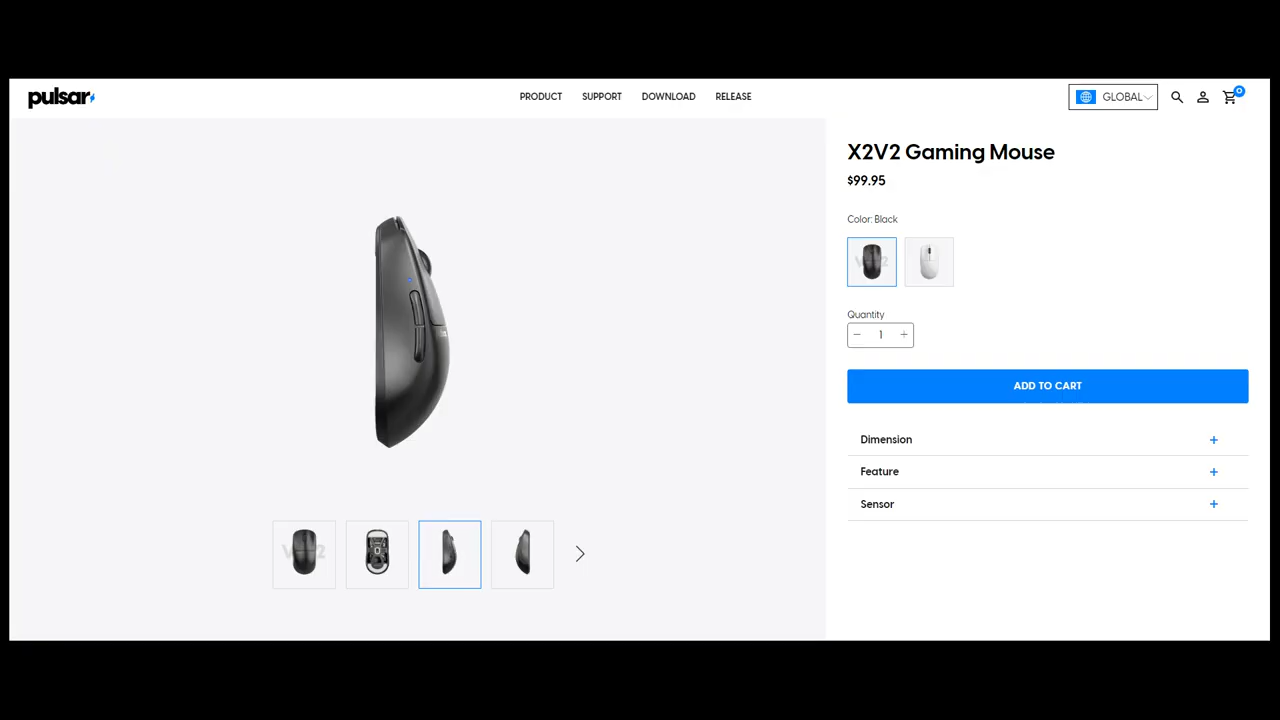 pulsar
PRODUCT SUPPORT DOWNLOAD RELEASE
GLOBAL
0
X2V2 Gaming Mouse
$99.95
Color: Black
Quantity
− 1 +
ADD TO CART
Dimension +
Feature +
Sensor +